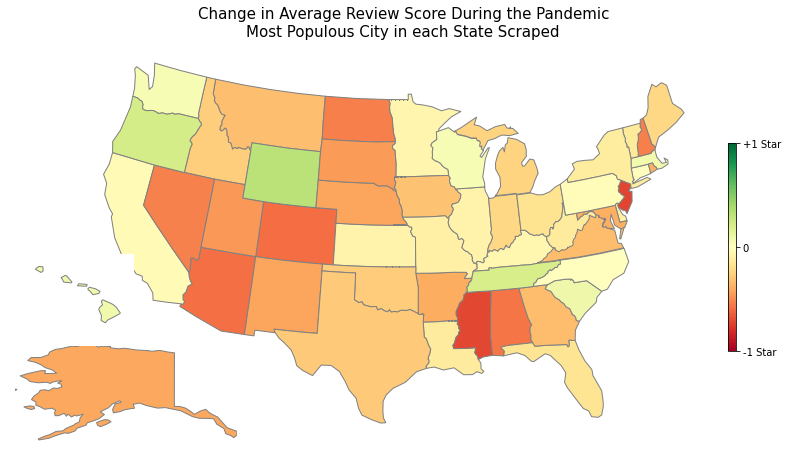 Change in Average Review Score During the Pandemic
Most Populous City in each State Scraped
+1 Star
0
-1 Star